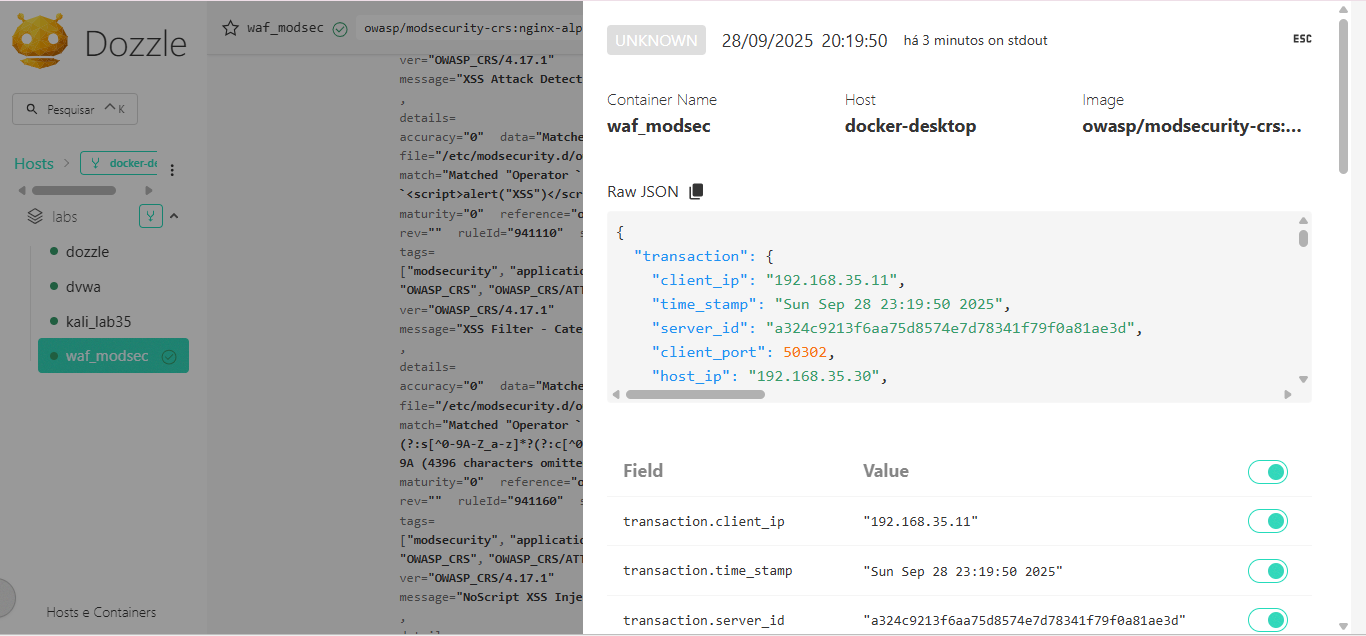 Dozzle
Pesquisar ^ K
Hosts
docker-de
labs
dozzle
dvwa
kali_lab35
waf_modsec
Hosts e Containers
waf_modsec
owasp/modsecurity-crs:nginx-alp
ver="OWASP_CRS/4.17.1"
message="XSS Attack Detect
,
details=
accuracy="0" data="Matche
file="/etc/modsecurity.d/o
match="Matched "Operator `
`<script>alert("XSS")</scr
maturity="0" reference="o
rev="" ruleId="941110" s
tags=
["modsecurity", "applicatio
"OWASP_CRS", "OWASP_CRS/ATT
ver="OWASP_CRS/4.17.1"
message="XSS Filter - Cate
,
details=
accuracy="0" data="Matche
file="/etc/modsecurity.d/o
match="Matched "Operator `
(?:s[^0-9A-Z_a-z]*?(?:c[^0
9A (4396 characters omitte
maturity="0" reference="o
rev="" ruleId="941160" s
tags=
["modsecurity", "applicatio
"OWASP_CRS", "OWASP_CRS/ATT
ver="OWASP_CRS/4.17.1"
message="NoScript XSS Inje
,
UNKNOWN 28/09/2025 20:19:50 há 3 minutos on stdout
ESC
Container Name
waf_modsec
Host
docker-desktop
Image
owasp/modsecurity-crs:...
Raw JSON
{
"transaction": {
"client_ip": "192.168.35.11",
"time_stamp": "Sun Sep 28 23:19:50 2025",
"server_id": "a324c9213f6aa75d8574e7d78341f79f0a81ae3d",
"client_port": 50302,
"host_ip": "192.168.35.30",
Field Value
transaction.client_ip "192.168.35.11"
transaction.time_stamp "Sun Sep 28 23:19:50 2025"
transaction.server_id "a324c9213f6aa75d8574e7d78341f79f0a81ae3d"